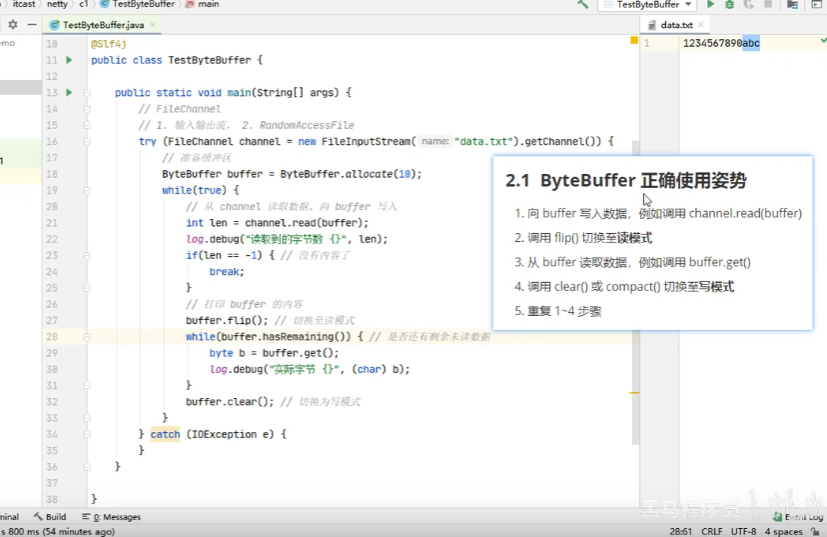 itcast netty c1 TestByteBuffer main
TestByteBuffer
TestByteBuffer.java
data.txt
emo
10 @Slf4j
11 public class TestByteBuffer {
12
13 public static void main(String[] args) {
14 // FileChannel
15 // 1. 输入输出流， 2. RandomAccessFile
16 try (FileChannel channel = new FileInputStream( name: "data.txt").getChannel()) {
17 // 准备缓冲区
18 ByteBuffer buffer = ByteBuffer.allocate(10);
19 while(true) {
20 // 从 channel 读取数据，向 buffer 写入
21 int len = channel.read(buffer);
22 log.debug("读取到的字节数 {}", len);
23 if(len == -1) { // 没有内容了
24 break;
25 }
26 // 打印 buffer 的内容
27 buffer.flip(); // 切换至读模式
28 while(buffer.hasRemaining()) { // 是否还有剩余未读数据
29 byte b = buffer.get();
30 log.debug("实际字节 {}", (char) b);
31 }
32 buffer.clear(); // 切换为写模式
33 }
34 } catch (IOException e) {
35 }
36 }
37
38 }
1 1234567890abc
2.1 ByteBuffer 正确使用姿势
1. 向 buffer 写入数据，例如调用 channel.read(buffer)
2. 调用 flip() 切换至读模式
3. 从 buffer 读取数据，例如调用 buffer.get()
4. 调用 clear() 或 compact() 切换至写模式
5. 重复 1~4 步骤
黑马程序员
minal Build 0: Messages Event Log
s 800 ms (54 minutes ago) 28:61 CRLF UTF-8 4 spaces